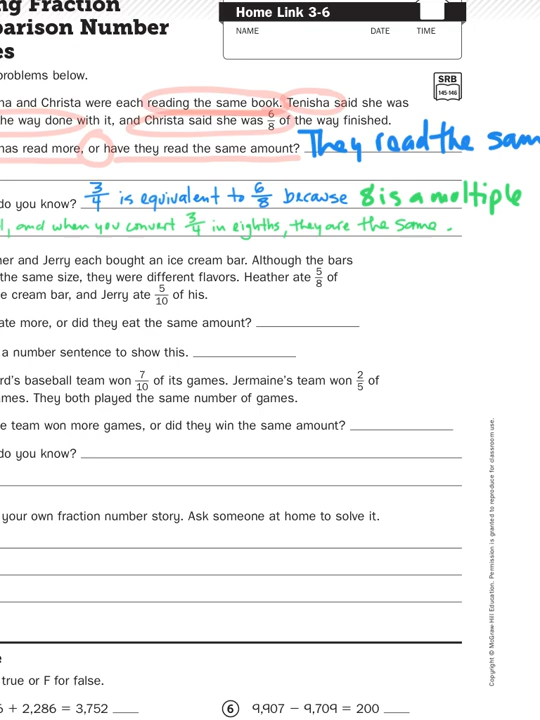 ng Fraction
parison Number
es
Home Link 3-6
NAME DATE TIME
problems below.
SRB
145-146
ha and Christa were each reading the same book. Tenisha said she was
he way done with it, and Christa said she was 6/8 of the way finished.
has read more, or have they read the same amount? They read the sam
do you know? 3/4 is equivalent to 6/8 because 8 is a moltiple
, and when you convert 3/4 in eighths, they are the same.
her and Jerry each bought an ice cream bar. Although the bars
the same size, they were different flavors. Heather ate 5/8 of
e cream bar, and Jerry ate 5/10 of his.
ate more, or did they eat the same amount?
a number sentence to show this.
rd's baseball team won 7/10 of its games. Jermaine's team won 2/5 of
mes. They both played the same number of games.
e team won more games, or did they win the same amount?
do you know?
your own fraction number story. Ask someone at home to solve it.
e
true or F for false.
6 + 2,286 = 3,752 ____
6 9,907 − 9,709 = 200 ____
Copyright © McGraw-Hill Education. Permission is granted to reproduce for classroom use.